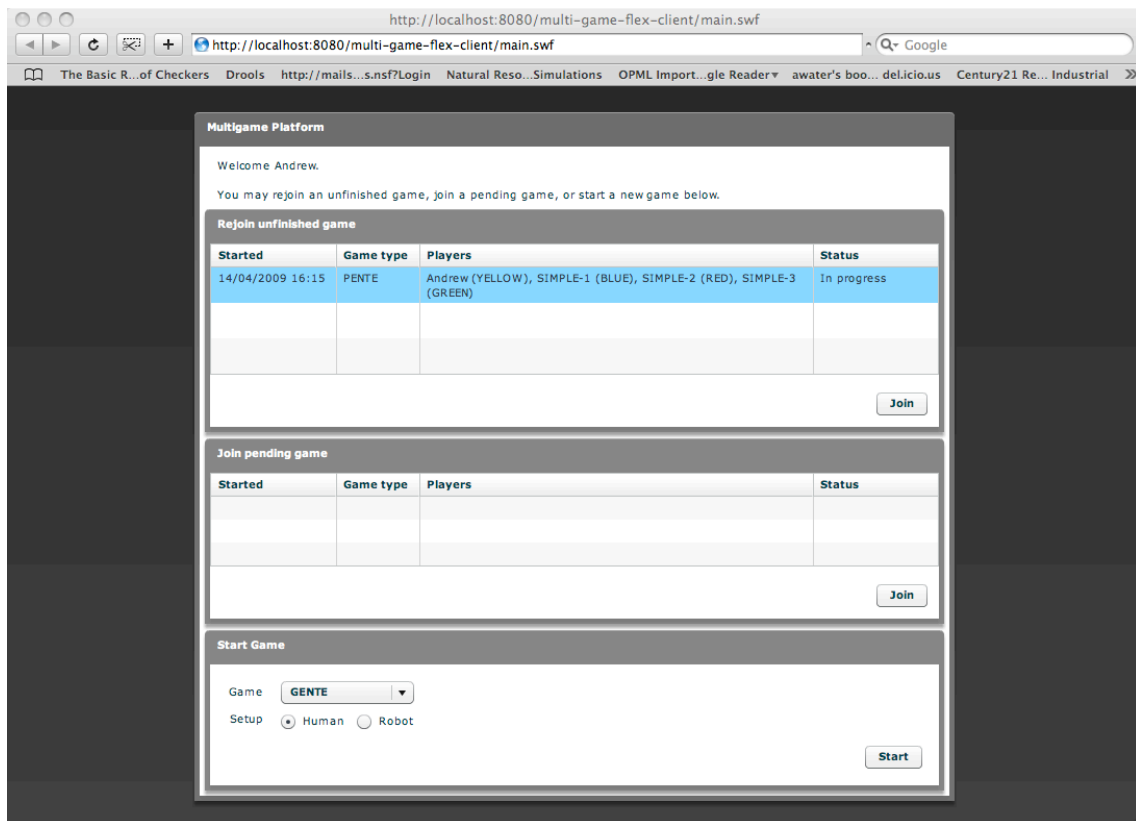 http://localhost:8080/multi-game-flex-client/main.swf
http://localhost:8080/multi-game-flex-client/main.swf
Google
The Basic R...of Checkers Drools http://mails...s.nsf?Login Natural Reso...Simulations OPML Import...gle Reader awater's boo... del.icio.us Century21 Re... Industrial
Multigame Platform
Welcome Andrew.
You may rejoin an unfinished game, join a pending game, or start a new game below.
Rejoin unfinished game
Started Game type Players Status
14/04/2009 16:15 PENTE Andrew (YELLOW), SIMPLE-1 (BLUE), SIMPLE-2 (RED), SIMPLE-3 In progress
(GREEN)
Join
Join pending game
Started Game type Players Status
Join
Start Game
Game GENTE
Setup Human Robot
Start